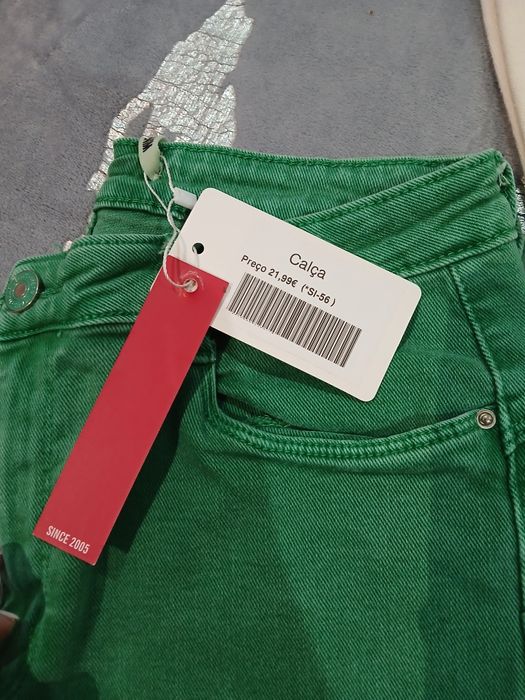 Calça
Preço 21,99€ (*SI-56 )
SINCE 2005